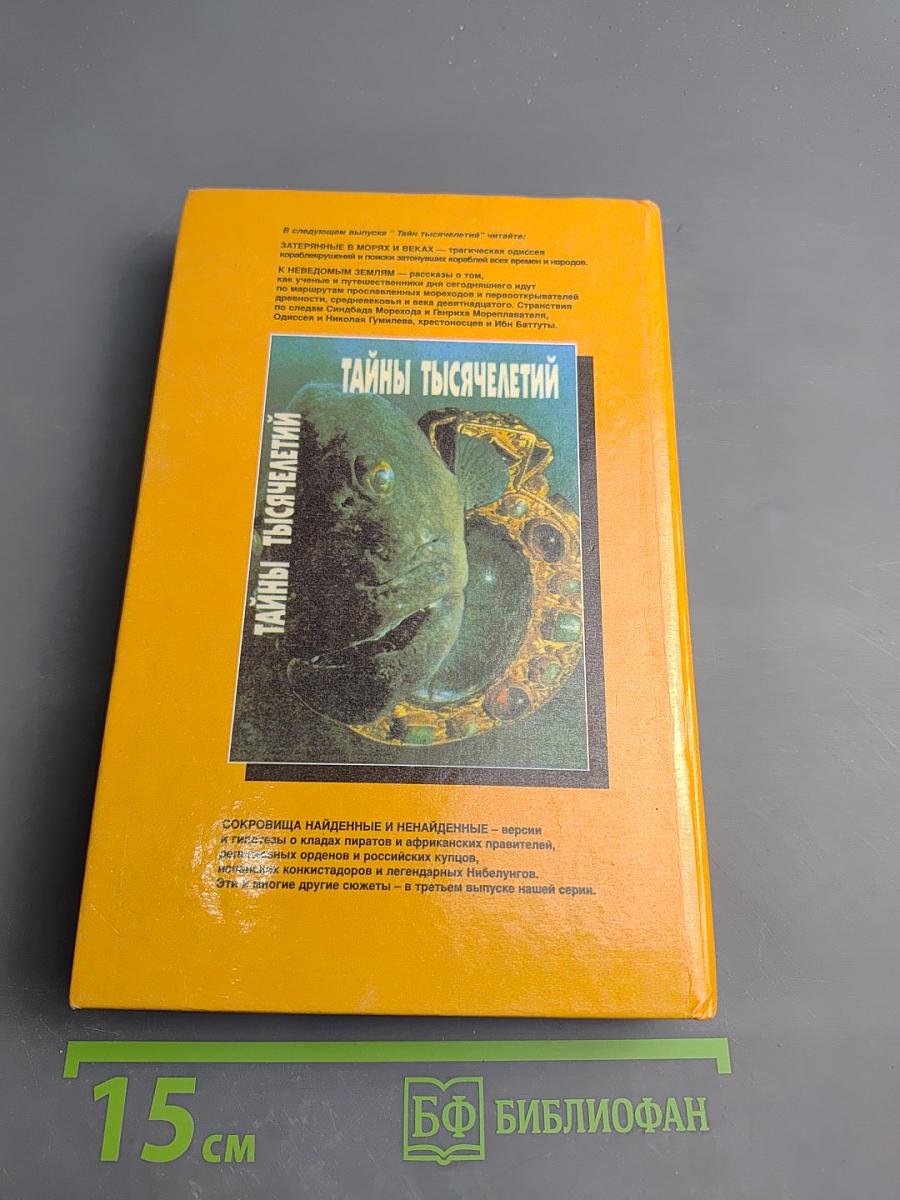 В следующем выпуске " Тайн тысячелетий" читайте:
ЗАТЕРЯННЫЕ В МОРЯХ И ВЕКАХ — трагическая одиссея
кораблекрушений и поиски затонувших кораблей всех времен и народов.
К НЕВЕДОМЫМ ЗЕМЛЯМ — рассказы о том,
как ученые и путешественники дня сегодняшнего идут
по маршрутам прославленных мореходов и первооткрывателей
древности, средневековья и века девятнадцатого. Странствия
по следам Синдбада Морехода и Генриха Мореплавателя,
Одиссея и Николая Гумилева, крестоносцев и Ибн Баттуты.
ТАЙНЫ ТЫСЯЧЕЛЕТИЙ
ТАЙНЫ ТЫСЯЧЕЛЕТИЙ
СОКРОВИЩА НАЙДЕННЫЕ И НЕНАЙДЕННЫЕ – версии
и гипотезы о кладах пиратов и африканских правителей,
религиозных орденов и российских купцов,
испанских конкистадоров и легендарных Нибелунгов.
Эти и многие другие сюжеты – в третьем выпуске нашей серии.
15 см
БФ БИБЛИОФАН